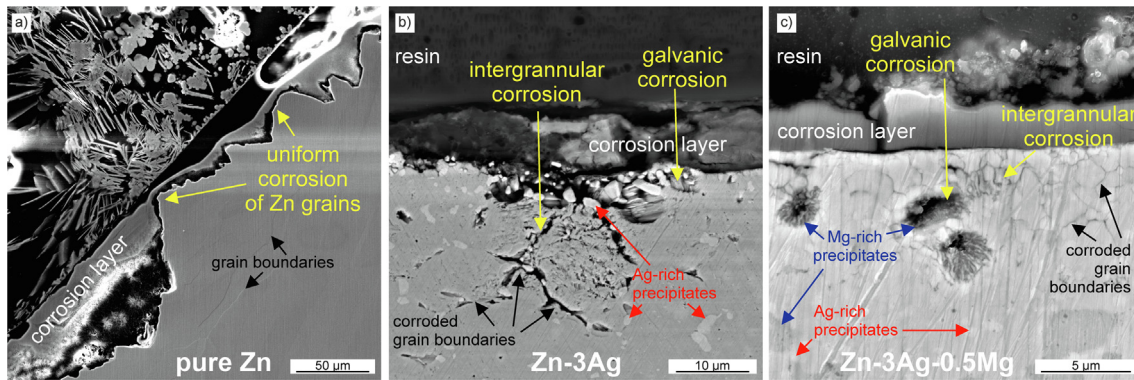 a)
uniform
corrosion
of Zn grains
grain boundaries
corrosion layer
pure Zn
50 µm
b)
resin
intergrannular
corrosion
galvanic
corrosion
corrosion layer
Ag-rich
precipitates
corroded
grain boundaries
Zn-3Ag
10 µm
c)
resin
galvanic
corrosion
corrosion layer
intergrannular
corrosion
Mg-rich
precipitates
corroded
grain
boundaries
Ag-rich
precipitates
Zn-3Ag-0.5Mg
5 µm